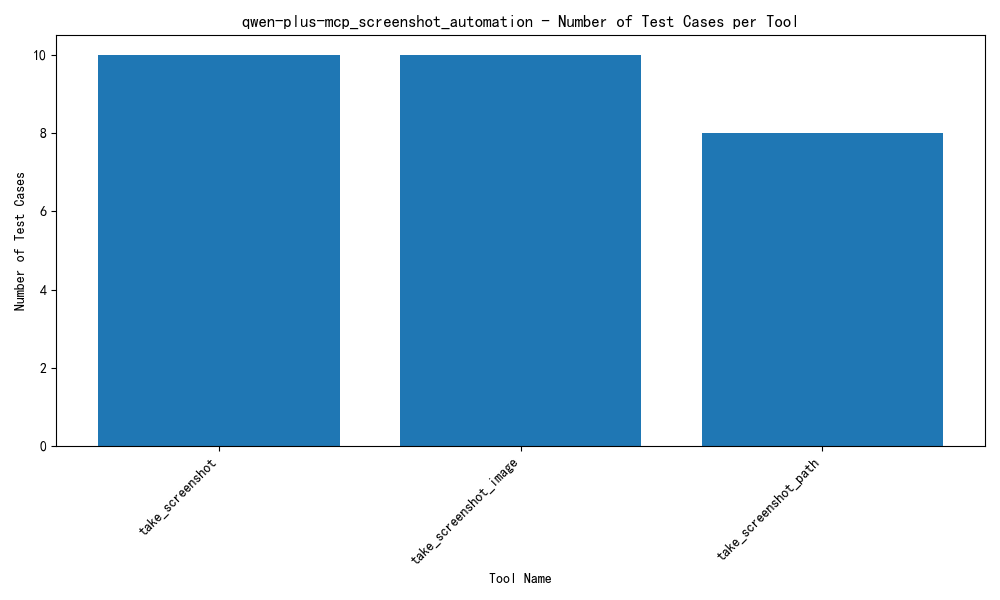 qwen-plus-mcp_screenshot_automation - Number of Test Cases per Tool
Number of Test Cases
10
8
6
4
2
0
take_screenshot
take_screenshot_image
take_screenshot_path
Tool Name